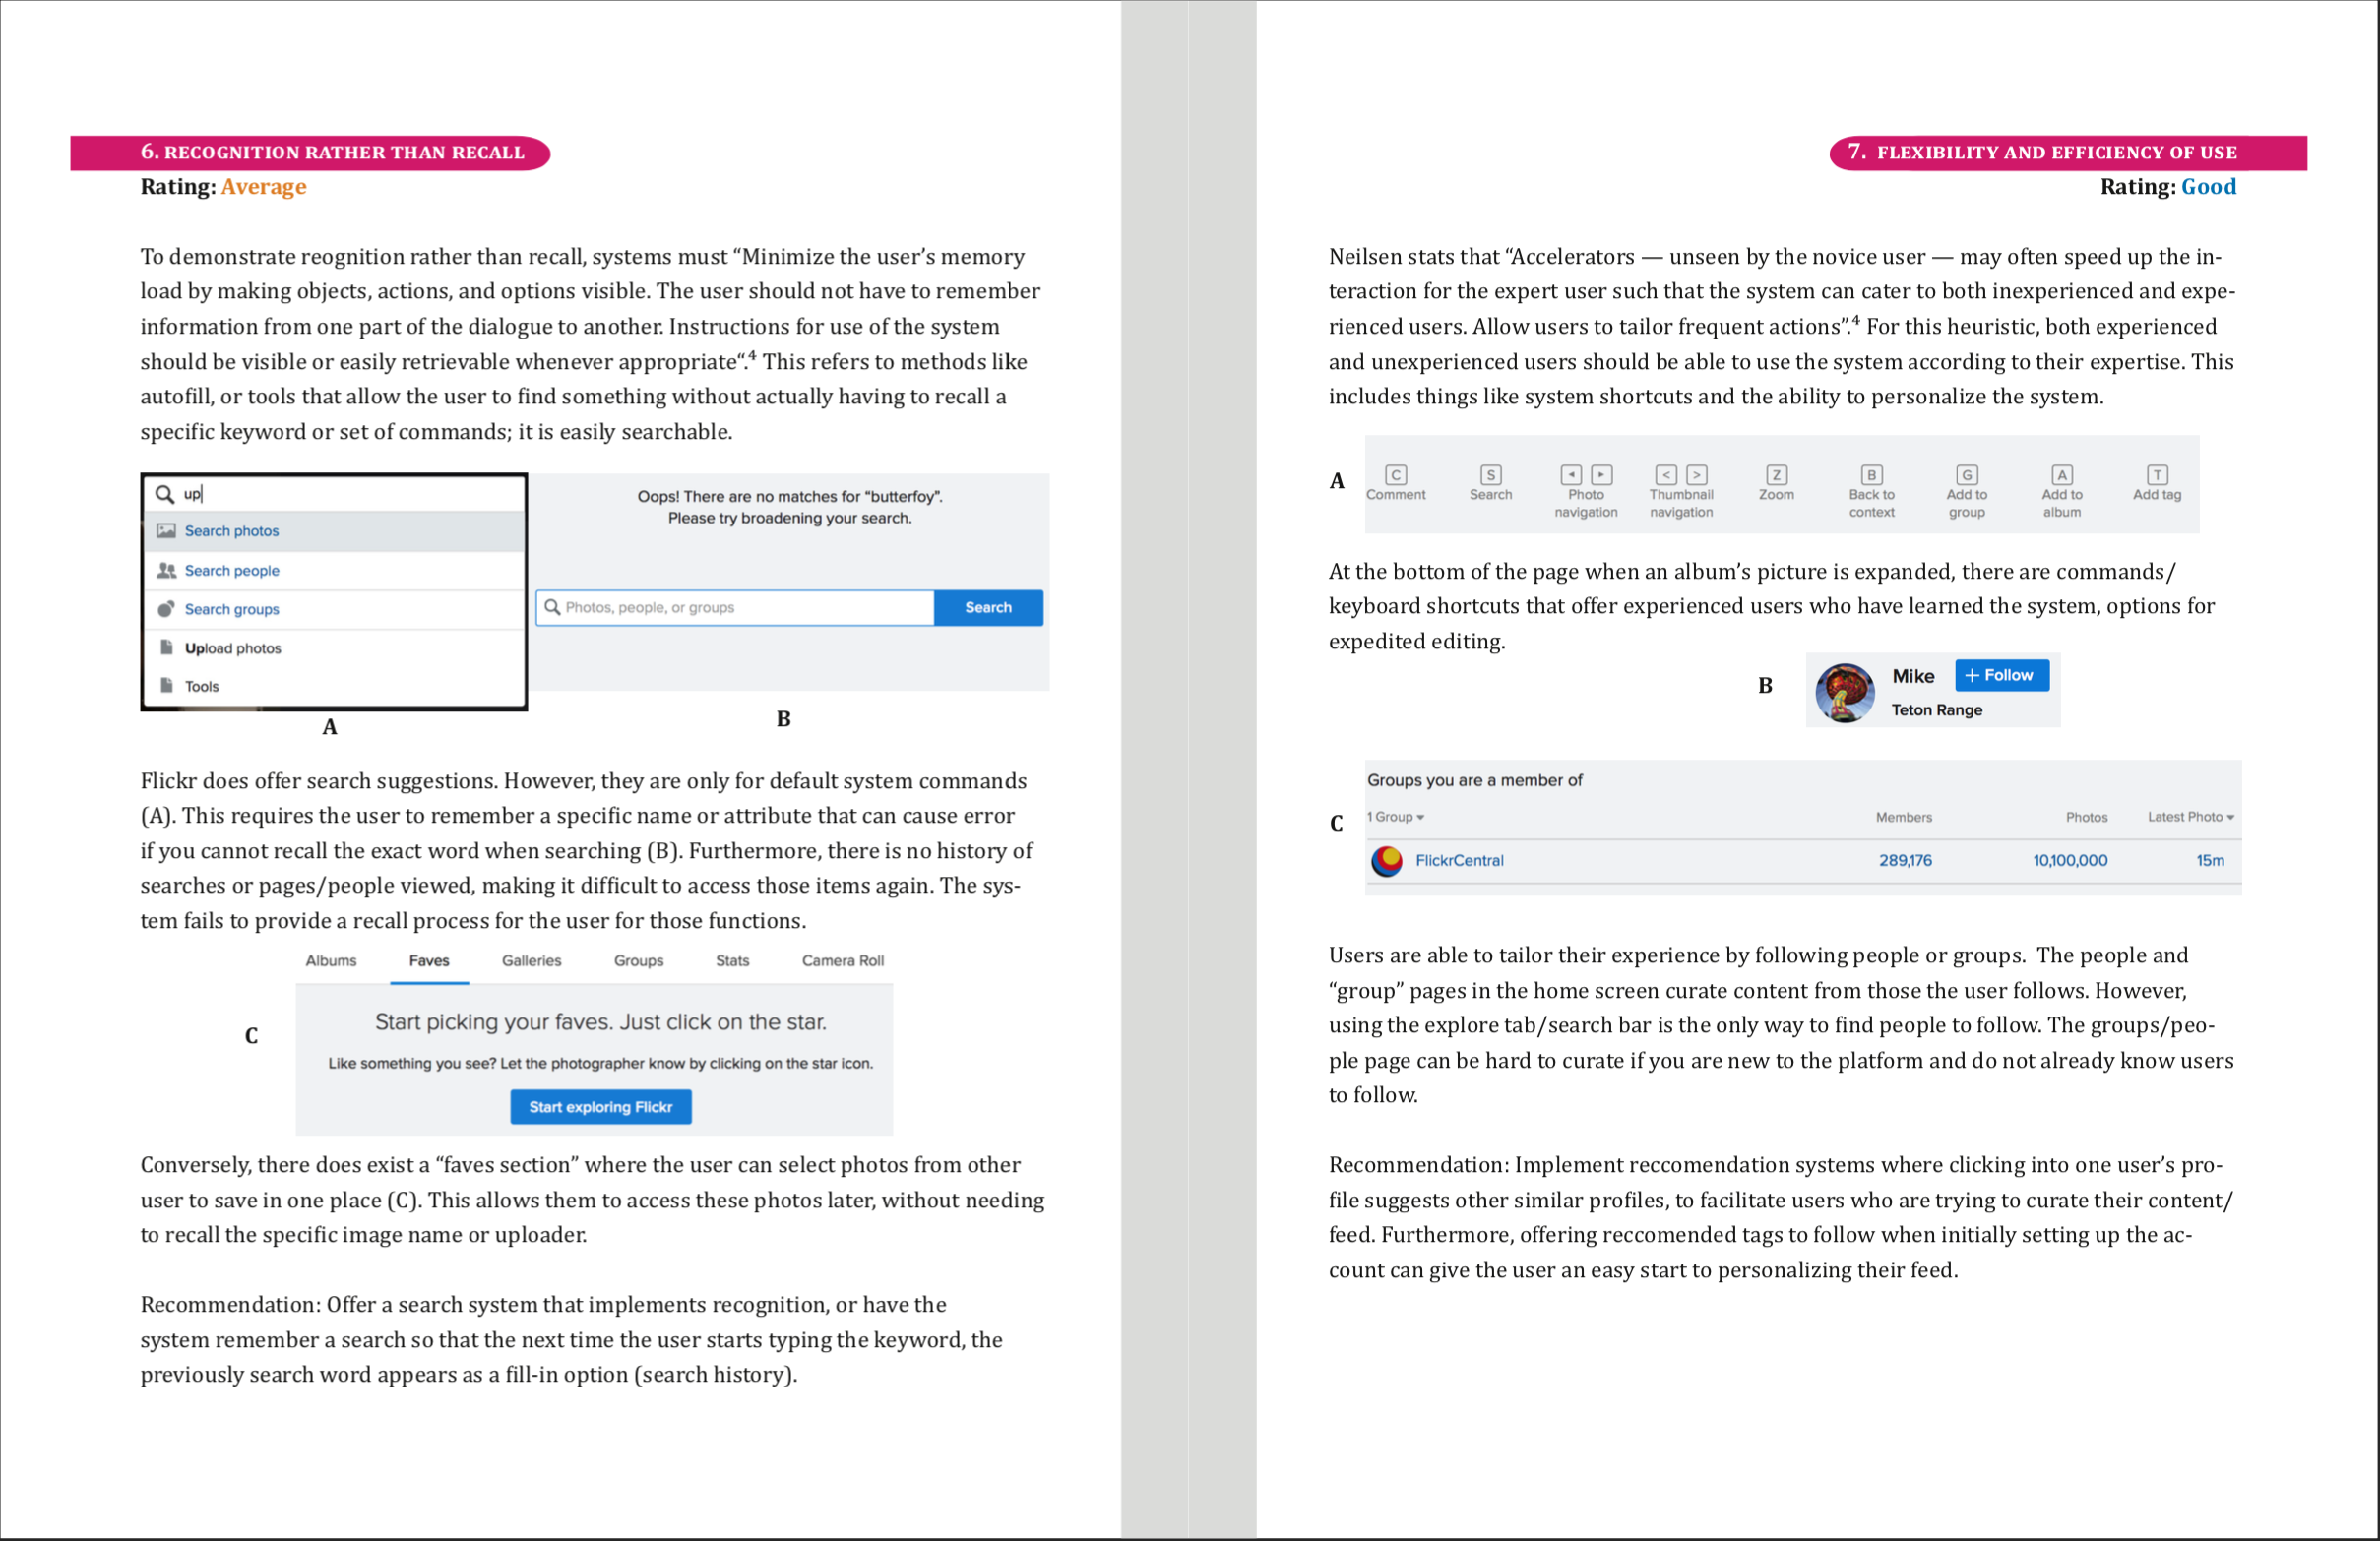 6. RECOGNITION RATHER THAN RECALL
Rating: Average
To demonstrate reognition rather than recall, systems must “Minimize the user’s memory
load by making objects, actions, and options visible. The user should not have to remember
information from one part of the dialogue to another. Instructions for use of the system
should be visible or easily retrievable whenever appropriate“.⁴ This refers to methods like
autofill, or tools that allow the user to find something without actually having to recall a
specific keyword or set of commands; it is easily searchable.
up
Search photos
Search people
Search groups
Upload photos
Tools
A
Oops! There are no matches for “butterfoy”.
Please try broadening your search.
Photos, people, or groups
Search
B
Flickr does offer search suggestions. However, they are only for default system commands
(A). This requires the user to remember a specific name or attribute that can cause error
if you cannot recall the exact word when searching (B). Furthermore, there is no history of
searches or pages/people viewed, making it difficult to access those items again. The sys-
tem fails to provide a recall process for the user for those functions.
Albums Faves Galleries Groups Stats Camera Roll
C
Start picking your faves. Just click on the star.
Like something you see? Let the photographer know by clicking on the star icon.
Start exploring Flickr
Conversely, there does exist a “faves section” where the user can select photos from other
user to save in one place (C). This allows them to access these photos later, without needing
to recall the specific image name or uploader.
Recommendation: Offer a search system that implements recognition, or have the
system remember a search so that the next time the user starts typing the keyword, the
previously search word appears as a fill-in option (search history).
7. FLEXIBILITY AND EFFICIENCY OF USE
Rating: Good
Neilsen stats that “Accelerators — unseen by the novice user — may often speed up the in-
teraction for the expert user such that the system can cater to both inexperienced and expe-
rienced users. Allow users to tailor frequent actions”.⁴ For this heuristic, both experienced
and unexperienced users should be able to use the system according to their expertise. This
includes things like system shortcuts and the ability to personalize the system.
A
C S < > Z B G A T
Comment Search Photo Thumbnail Zoom Back to Add to Add to Add tag
navigation navigation context group album
At the bottom of the page when an album’s picture is expanded, there are commands/
keyboard shortcuts that offer experienced users who have learned the system, options for
expedited editing.
B
Mike + Follow
Teton Range
C
Groups you are a member of
1 Group Members Photos Latest Photo
FlickrCentral 289,176 10,100,000 15m
Users are able to tailor their experience by following people or groups. The people and
“group” pages in the home screen curate content from those the user follows. However,
using the explore tab/search bar is the only way to find people to follow. The groups/peo-
ple page can be hard to curate if you are new to the platform and do not already know users
to follow.
Recommendation: Implement reccomendation systems where clicking into one user’s pro-
file suggests other similar profiles, to facilitate users who are trying to curate their content/
feed. Furthermore, offering reccomended tags to follow when initially setting up the ac-
count can give the user an easy start to personalizing their feed.